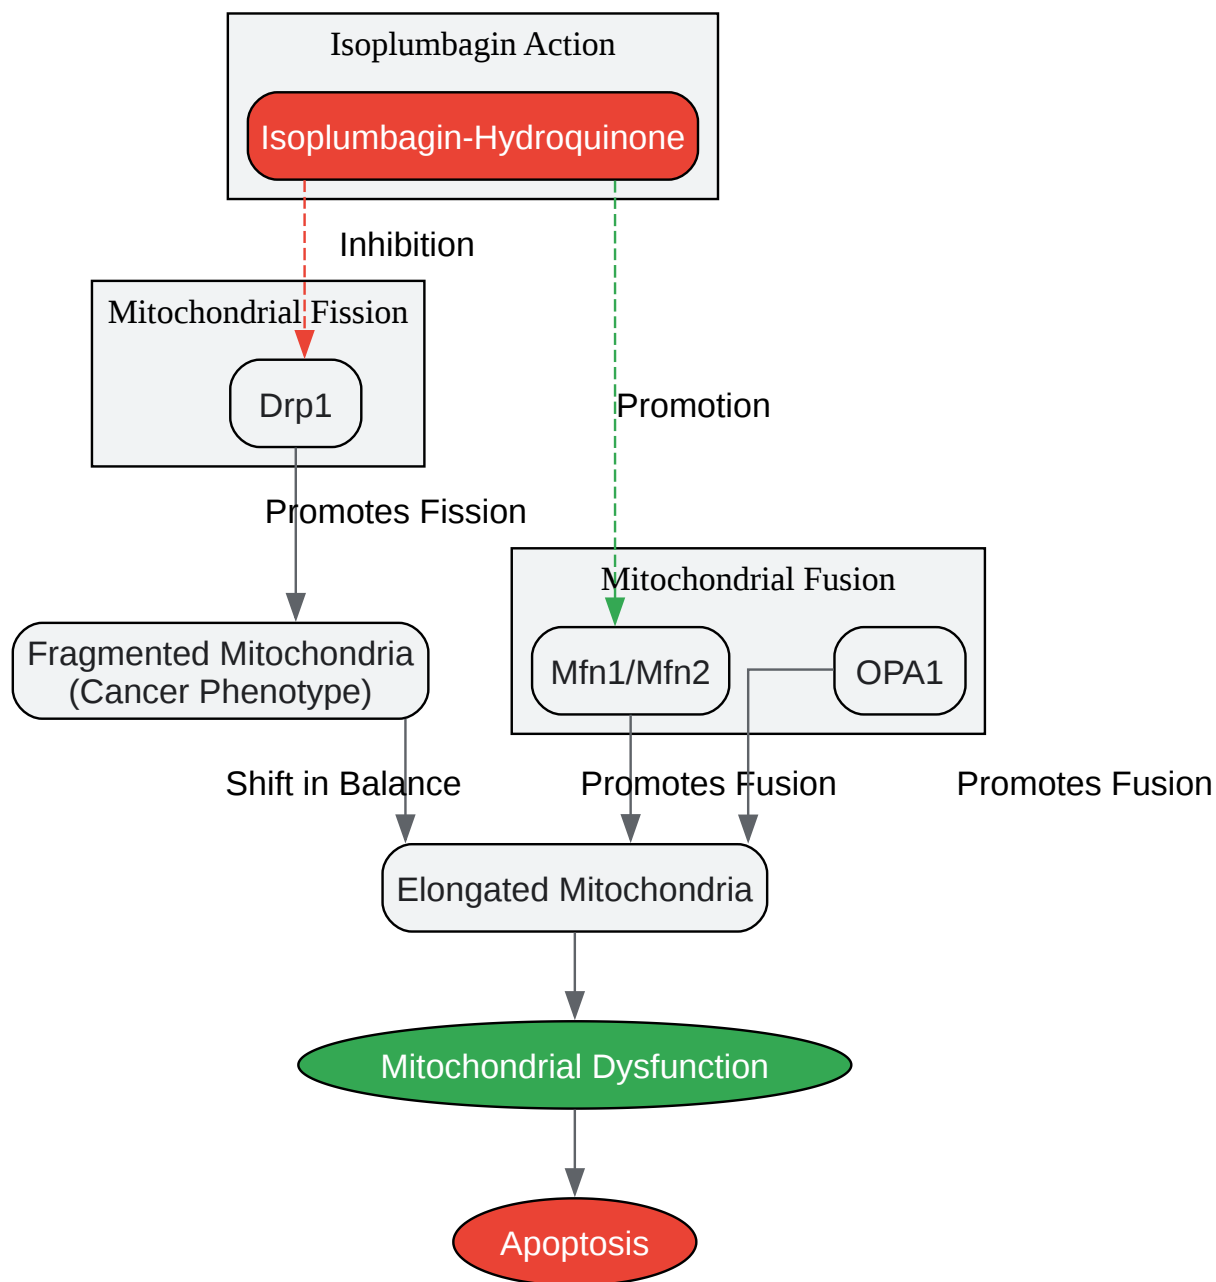 Isoplumbagin Action
Isoplumbagin-Hydroquinone
Inhibition
Mitochondrial Fission
Drp1
Promotion
Promotes Fission
Mitochondrial Fusion
Fragmented Mitochondria
(Cancer Phenotype)
Mfn1/Mfn2
OPA1
Shift in Balance
Promotes Fusion
Promotes Fusion
Elongated Mitochondria
Mitochondrial Dysfunction
Apoptosis